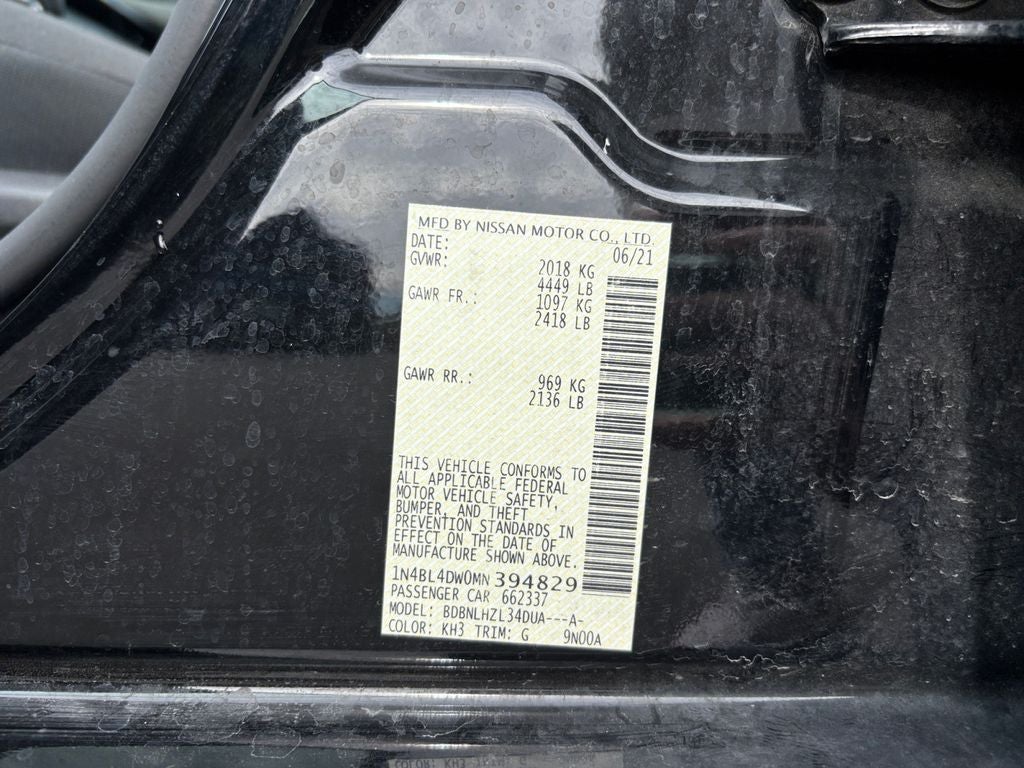 MFD BY NISSAN MOTOR CO., LTD.
DATE: 06/21
GVWR: 2018 KG
4449 LB
GAWR FR.: 1097 KG
2418 LB
GAWR RR.: 969 KG
2136 LB
THIS VEHICLE CONFORMS TO
ALL APPLICABLE FEDERAL
MOTOR VEHICLE SAFETY,
BUMPER, AND THEFT
PREVENTION STANDARDS IN
EFFECT ON THE DATE OF
MANUFACTURE SHOWN ABOVE.
1N4BL4DW0MN394829
PASSENGER CAR 662337
MODEL: BDBNLHZL34DUA---A-
COLOR: KH3 TRIM: G 9N00A